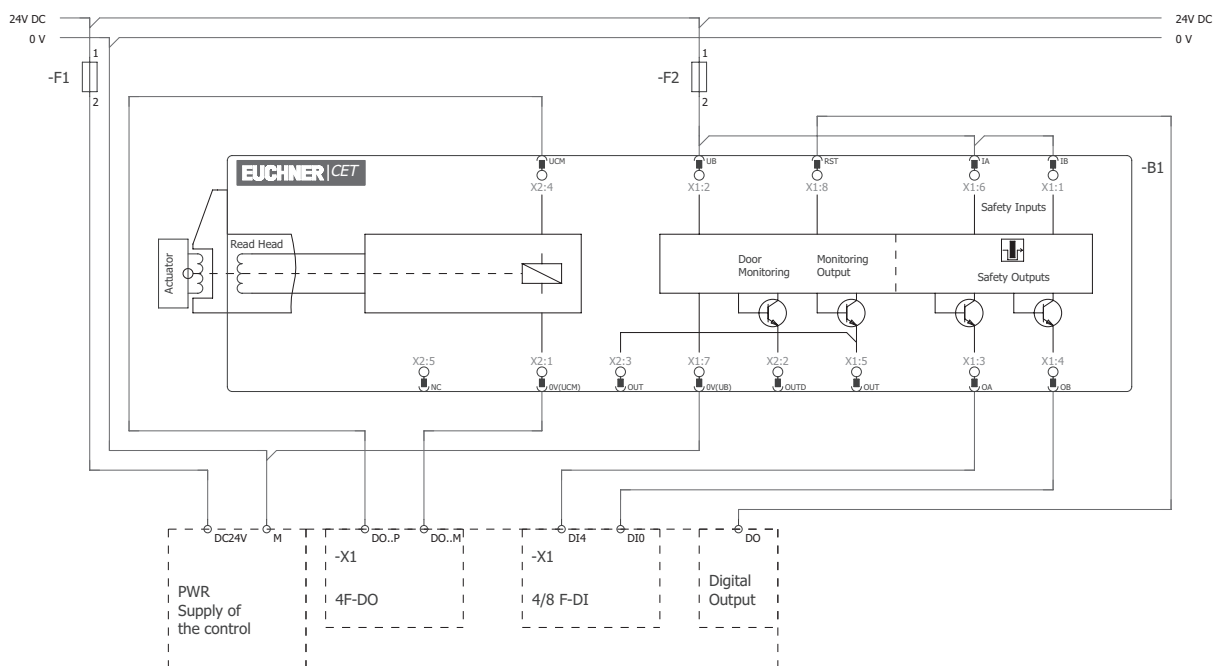 24V DC
24V DC
0 V
0 V
1
1
-F1
-F2
2
2
UCM
UB
RST
IA
IB
EUCHNER CET
-B1
X2:4
X1:2
X1:8
X1:6
X1:1
Safety Inputs
Read Head
Actuator
Door
Monitoring
Monitoring
Output
Safety Outputs
X2:5
X2:1
X2:3
X1:7
X2:2
X1:5
X1:3
X1:4
NC
0V(UCM)
OUT
0V(UB)
OUTD
OUT
OA
OB
DC24V
M
DO..P
DO..M
DI4
DI0
DO
-X1
-X1
PWR
Supply of
the control
4F-DO
4/8 F-DI
Digital
Output